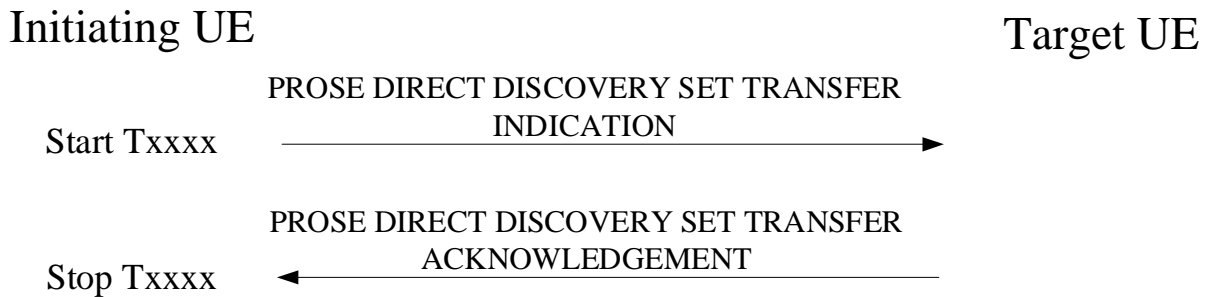 Initiating UE
Target UE
PROSE DIRECT DISCOVERY SET TRANSFER
INDICATION
Start Txxxx
PROSE DIRECT DISCOVERY SET TRANSFER
ACKNOWLEDGEMENT
Stop Txxxx